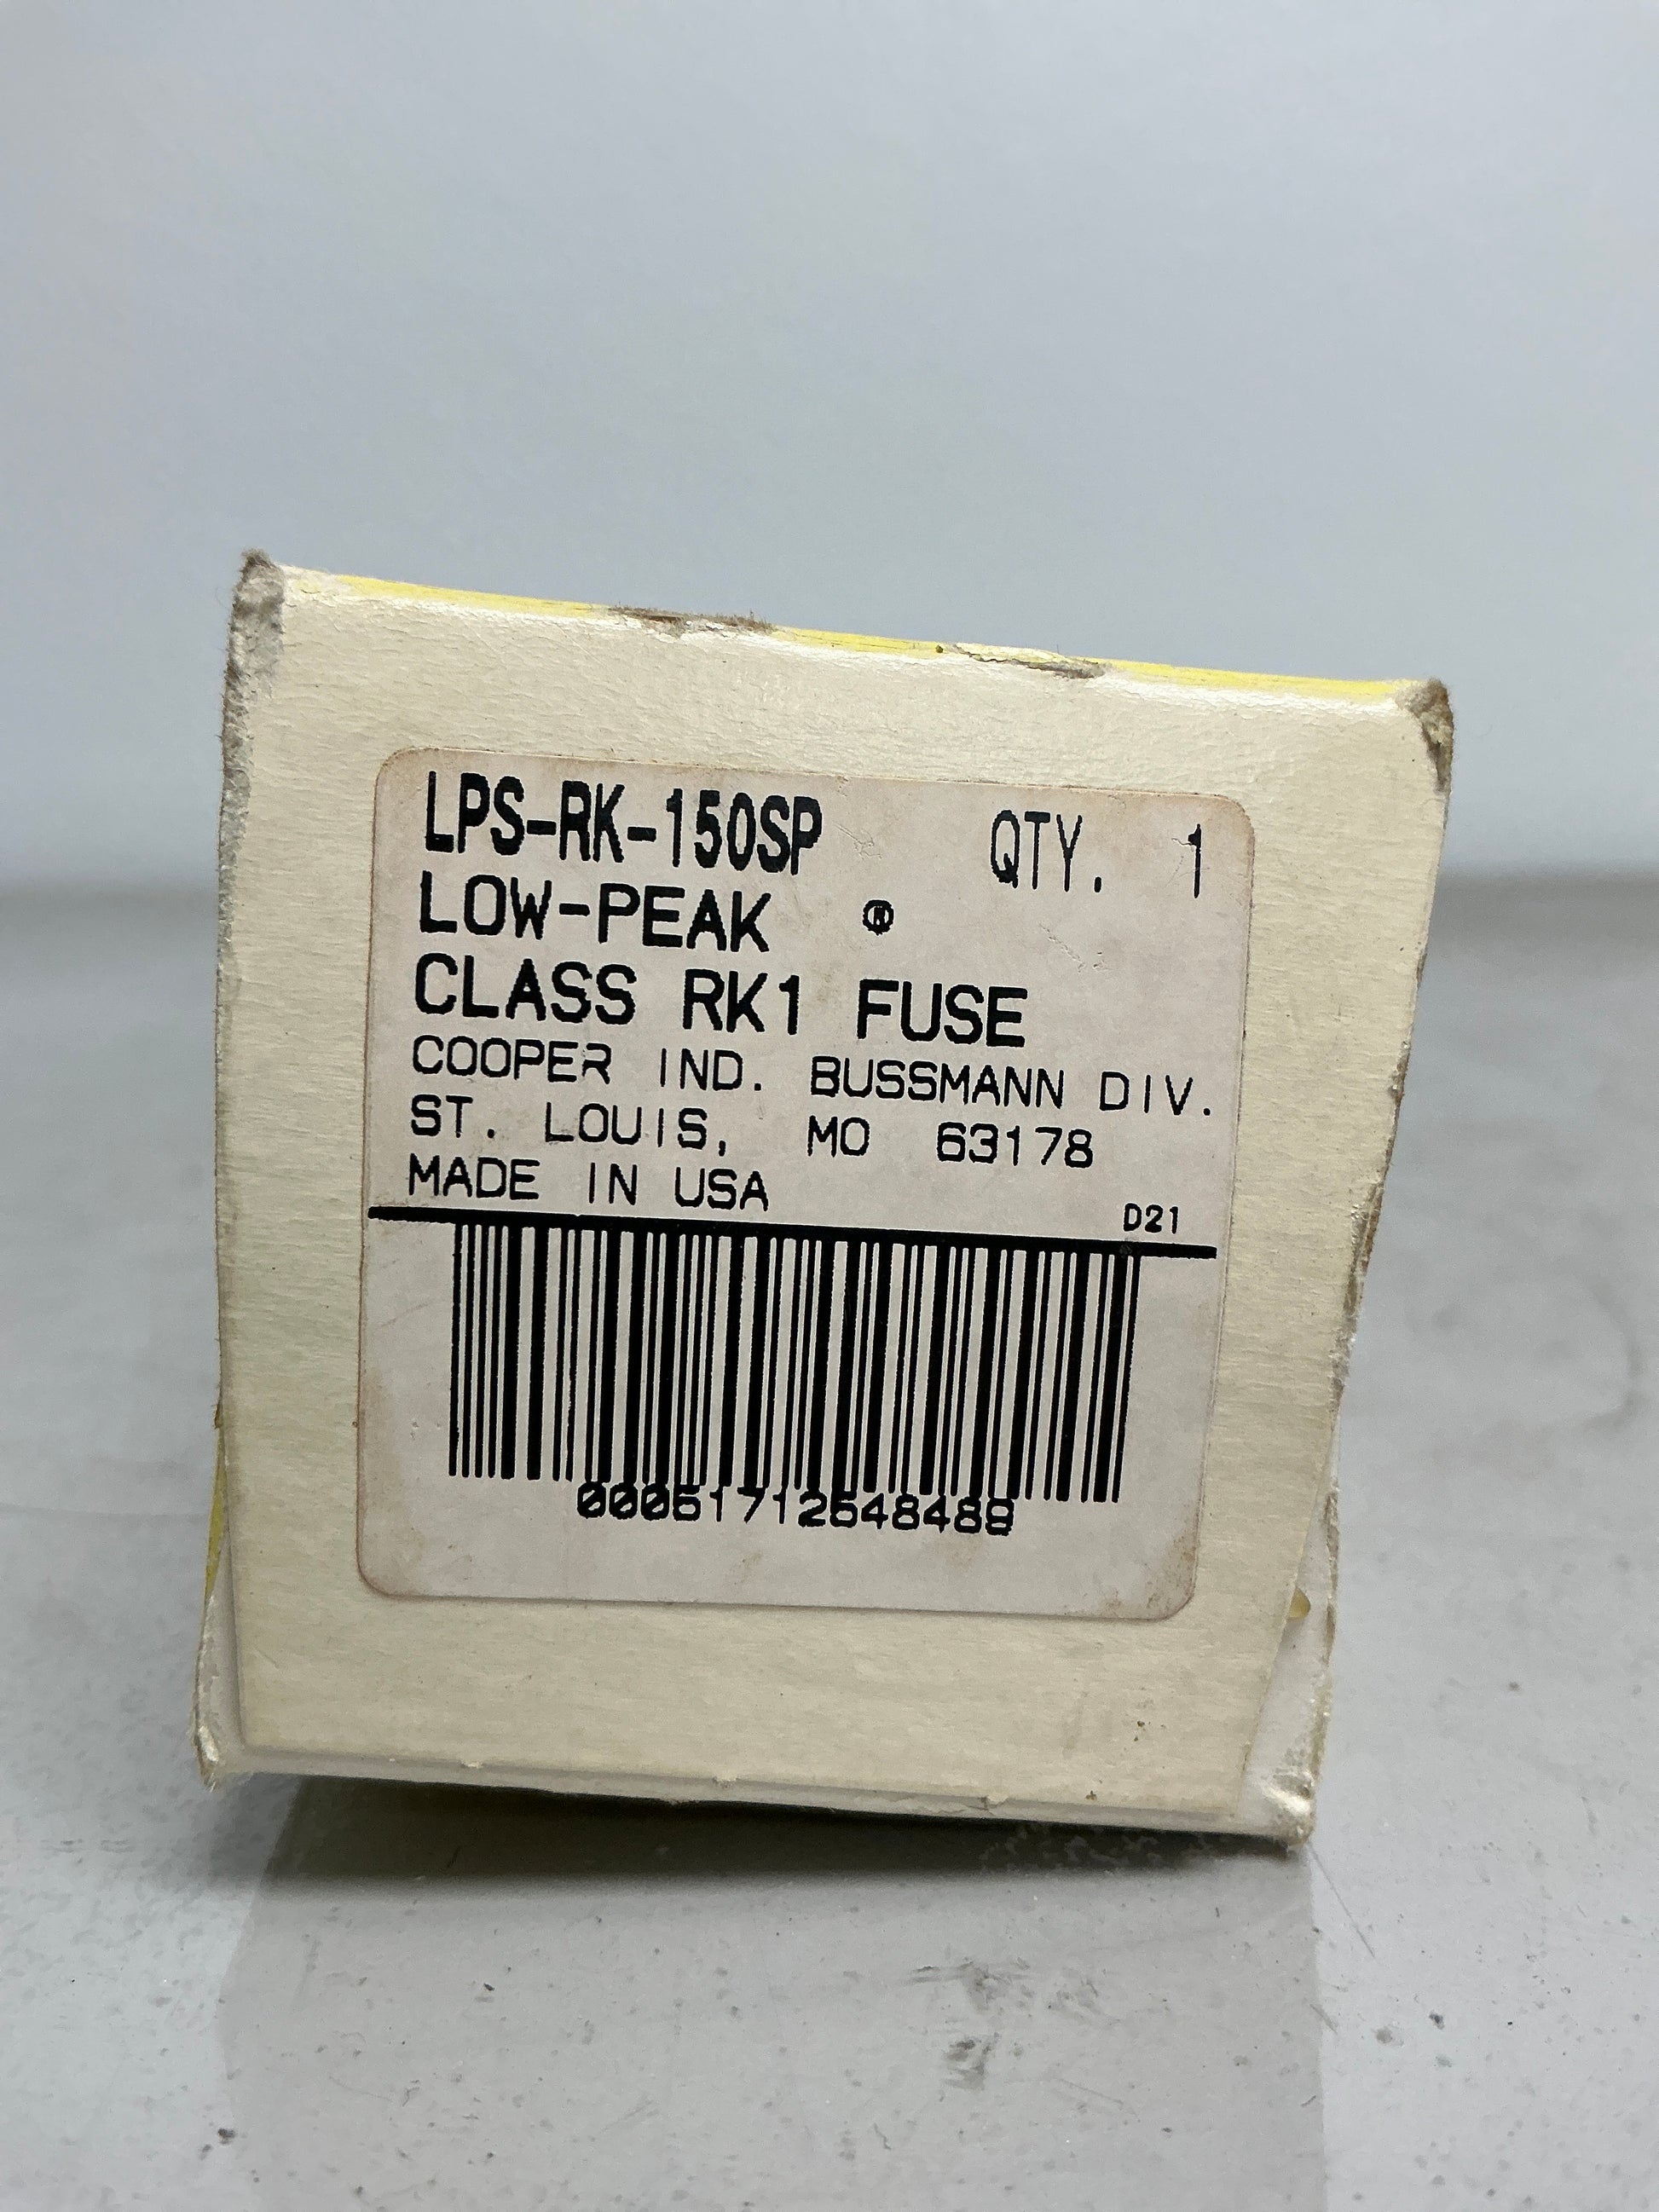 LPS-RK-150SP QTY. 1
LOW-PEAK ®
CLASS RK1 FUSE
COOPER IND. BUSSMANN DIV.
ST. LOUIS, MO 63178
MADE IN USA
D21